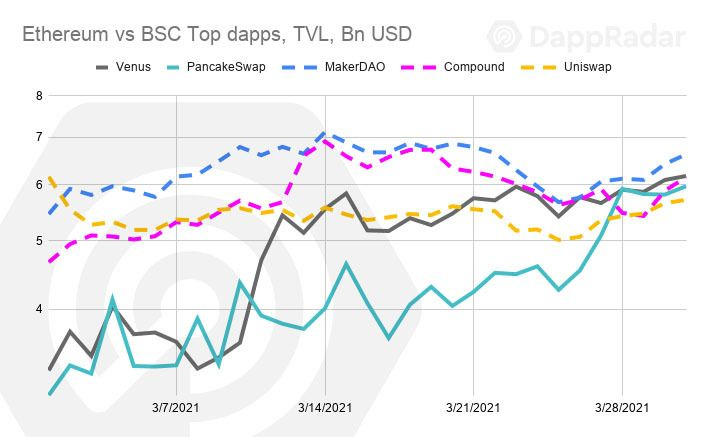 Ethereum vs BSC Top dapps, TVL, Bn USD
DappRadar
Venus PancakeSwap MakerDAO Compound Uniswap
8
7
6
5
4
3/7/2021 3/14/2021 3/21/2021 3/28/2021